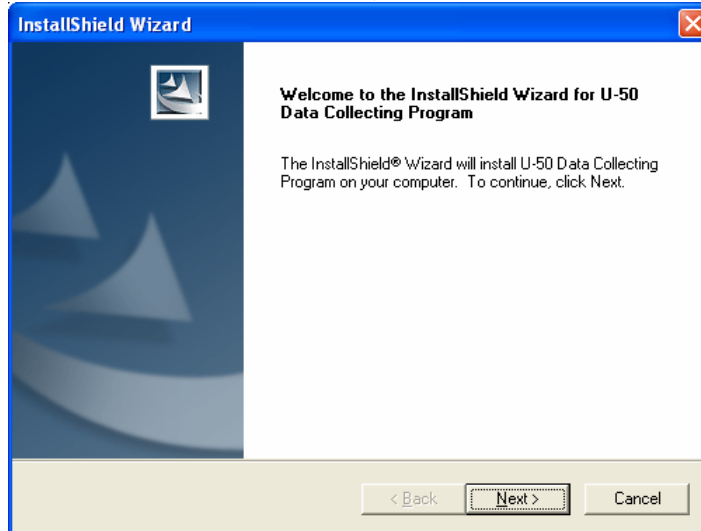 InstallShield Wizard
Welcome to the InstallShield Wizard for U-50
Data Collecting Program
The InstallShield® Wizard will install U-50 Data Collecting
Program on your computer. To continue, click Next.
< Back
Next >
Cancel